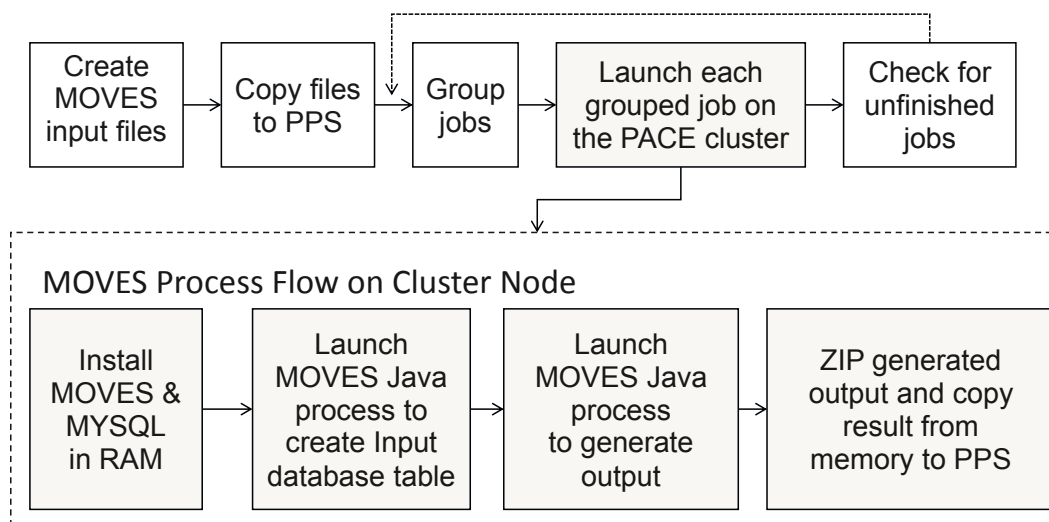 Create
MOVES
input files
Copy files
to PPS
Group
jobs
Launch each
grouped job on
the PACE cluster
Check for
unfinished
jobs
MOVES Process Flow on Cluster Node
Install
MOVES &
MYSQL
in RAM
Launch
MOVES Java
process to
create Input
database table
Launch
MOVES Java
process
to generate
output
ZIP generated
output and copy
result from
memory to PPS